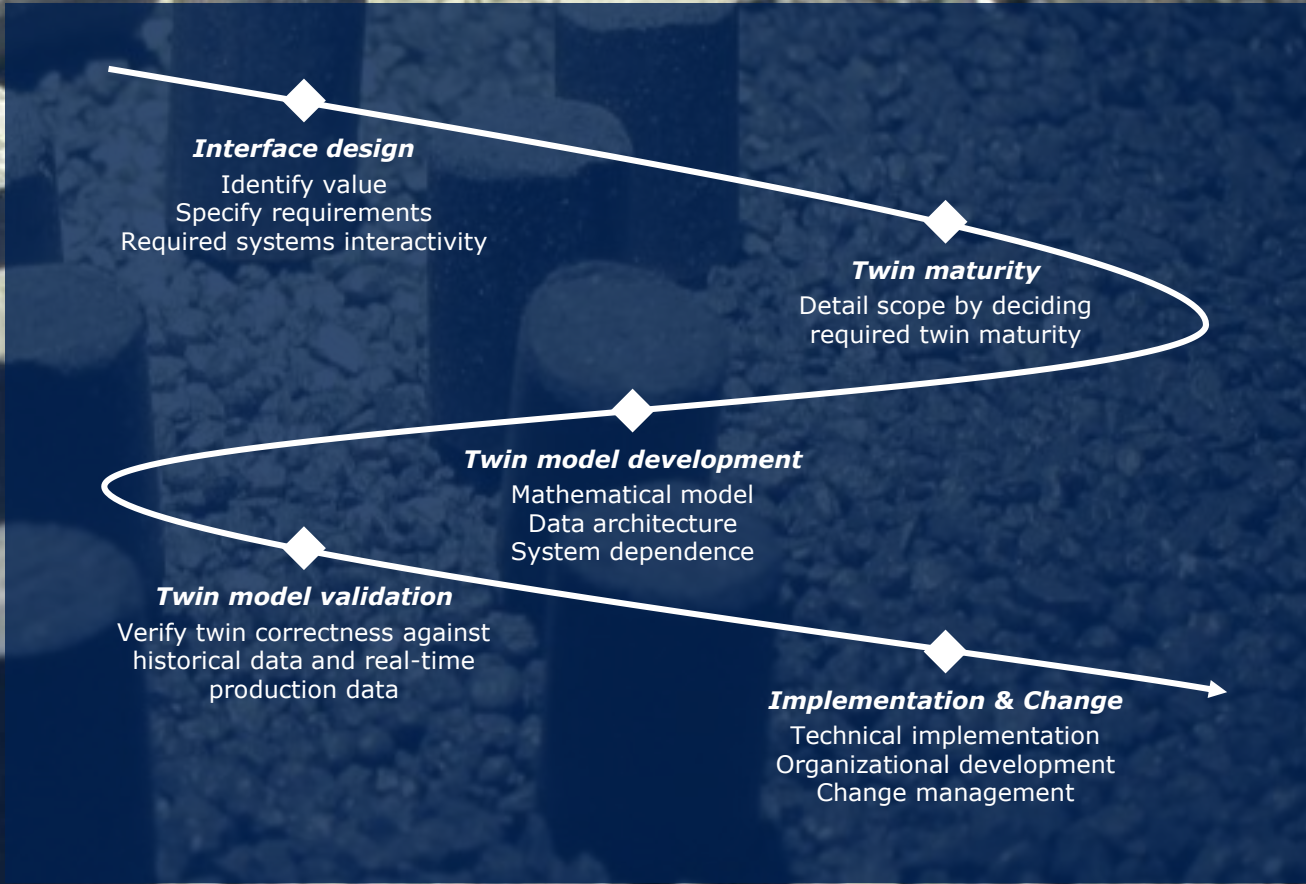 Interface design
Identify value
Specify requirements
Required systems interactivity
Twin maturity
Detail scope by deciding
required twin maturity
Twin model development
Mathematical model
Data architecture
System dependence
Twin model validation
Verify twin correctness against
historical data and real-time
production data
Implementation & Change
Technical implementation
Organizational development
Change management